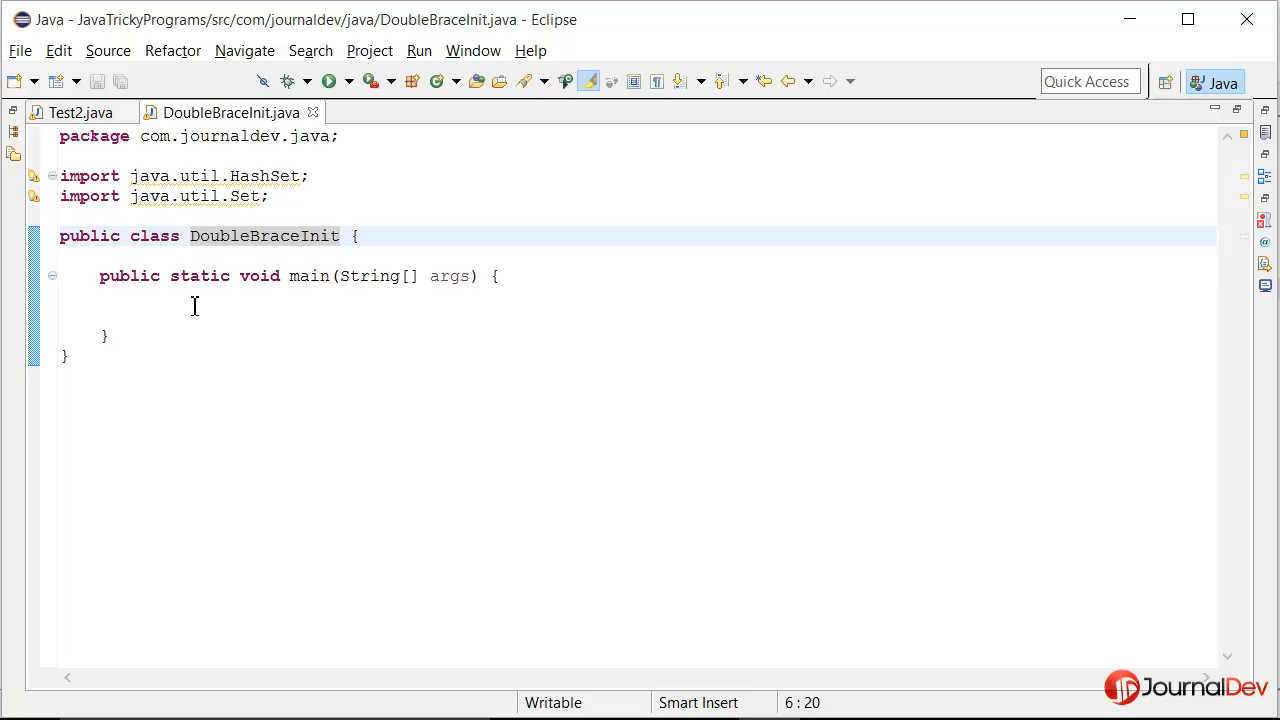 Java - JavaTrickyPrograms/src/com/journaldev/java/DoubleBraceInit.java - Eclipse
File Edit Source Refactor Navigate Search Project Run Window Help
Quick Access Java
Test2.java DoubleBraceInit.java
package com.journaldev.java;
import java.util.HashSet;
import java.util.Set;
public class DoubleBraceInit {
public static void main(String[] args) {
}
}
Writable Smart Insert 6 : 20
JournalDev